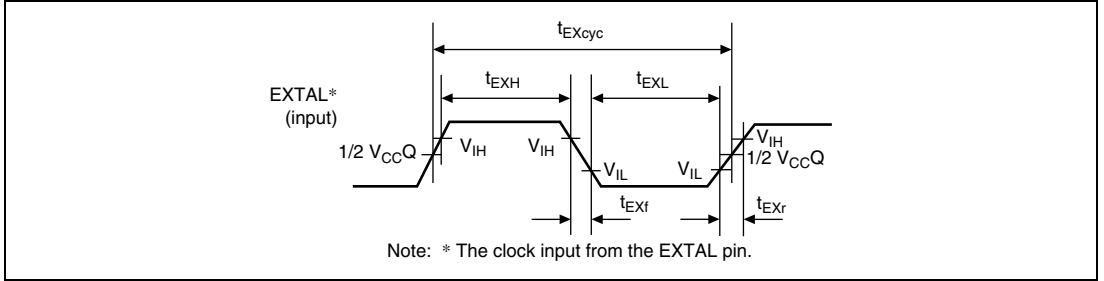 tEXcyc
tEXH
tEXL
EXTAL*
(input)
1/2 VCCQ
VIH
VIH
VIL
VIL
VIH
1/2 VCCQ
tEXf
tEXr
Note: * The clock input from the EXTAL pin.